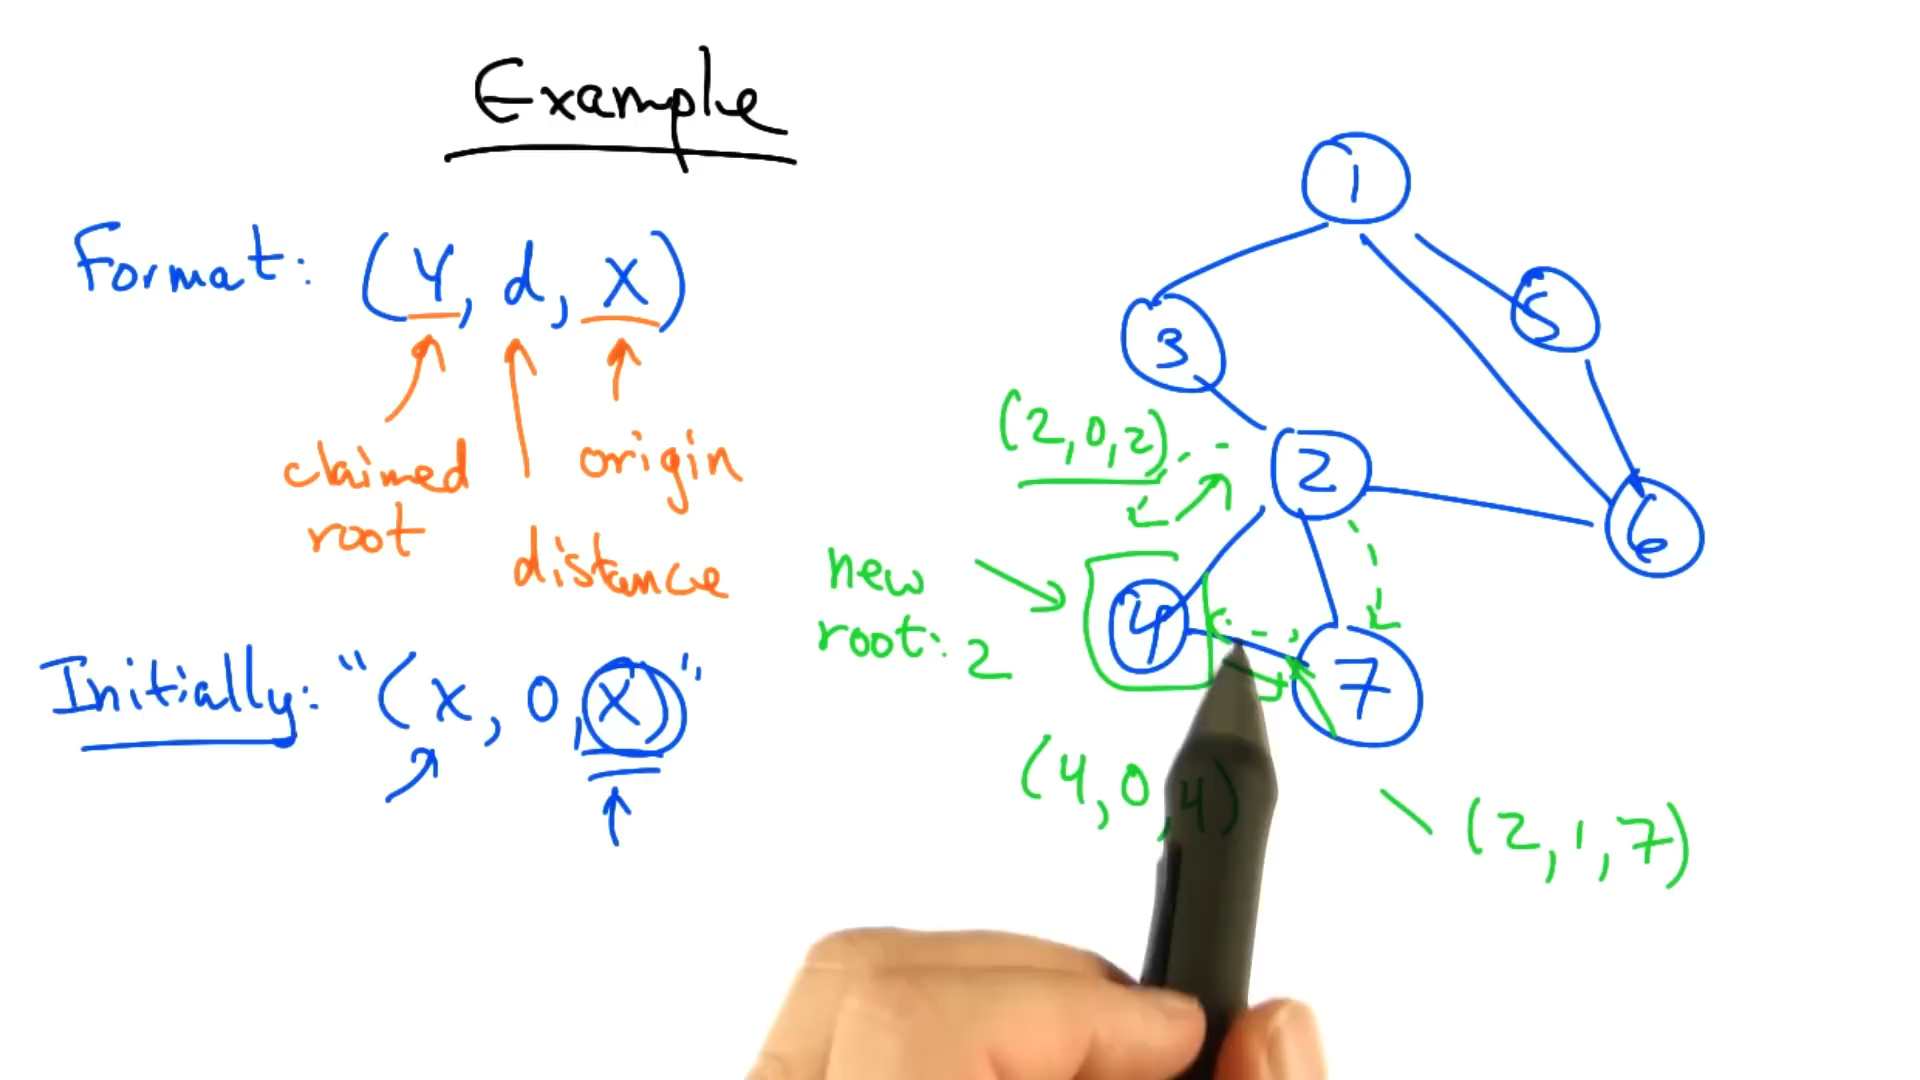 Example
Format: (Y, d, X)
claimed
root
origin
distance
Initially: "(x, 0, x)"
1
3
5
(2,0,2)
2
6
new
root: 2
4
7
(4,0,4)
(2,1,7)